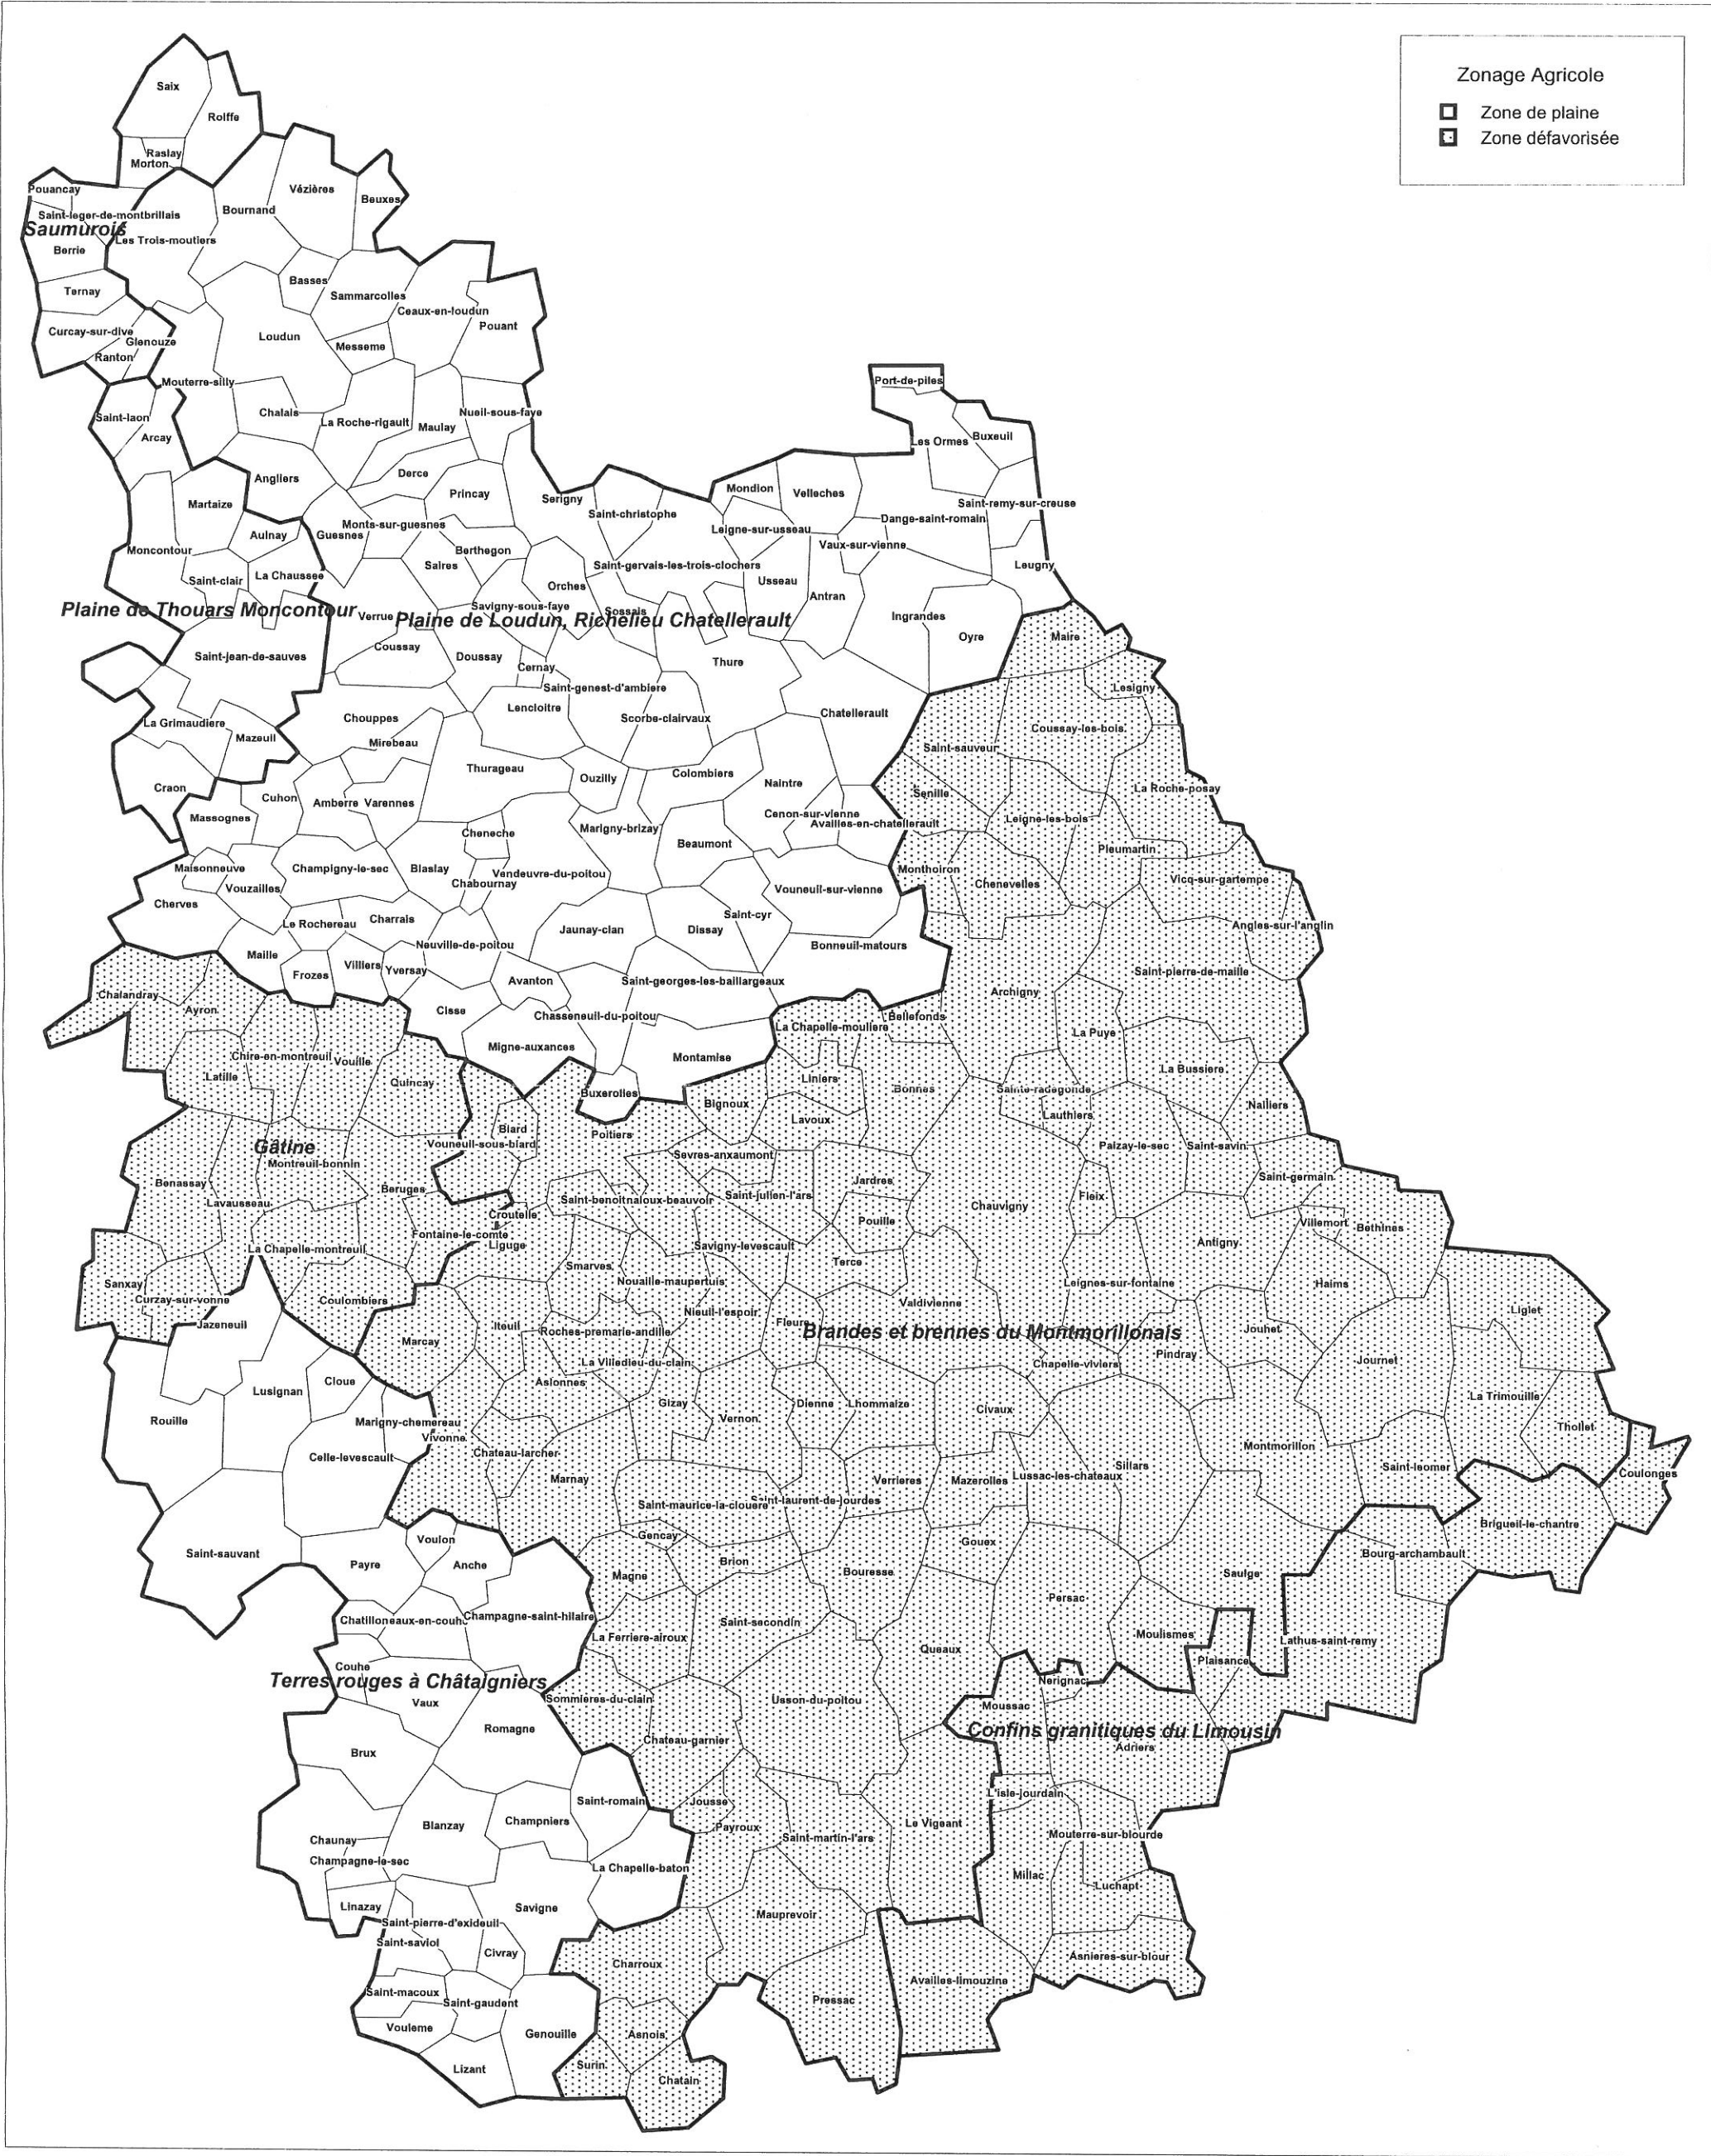 Zonage Agricole
Zone de plaine
Zone défavorisée
Saix
Rolffe
Raslay
Morton
Pouancay
Vézières
Beuxes
Saint-leger-de-montbrillais
Bournand
Saumurois
Les Trois-moutiers
Berrie
Ternay
Basses
Sammarcolles
Ceaux-en-loudun
Pouant
Curcay-sur-dive
Glenouze
Loudun
Messeme
Ranton
Mouterre-silly
Port-de-piles
Saint-laon
Chalais
La Roche-rigault
Maulay
Nueil-sous-faye
Arcay
Les Ormes
Buxeuil
Angliers
Derce
Princay
Serigny
Mondion
Velleches
Martaize
Saint-christophe
Saint-remy-sur-creuse
Aulnay
Guesnes
Monts-sur-guesnes
Leigne-sur-usseau
Dange-saint-romain
Moncontour
Berthegon
Vaux-sur-vienne
Saires
Saint-gervais-les-trois-clochers
Leugny
Saint-clair
La Chaussee
Orches
Usseau
Antran
Plaine de Thouars Moncontour
Verrue
Savigny-sous-faye
Sossais
Plaine de Loudun, Richelieu Chatellerault
Ingrandes
Oyre
Maire
Saint-jean-de-sauves
Coussay
Doussay
Cernay
Thure
Saint-genest-d'ambiere
Lesigny
La Grimaudiere
Chouppes
Lencloitre
Scorbe-clairvaux
Chatellerault
Coussay-les-bois
Mazeuil
Mirebeau
Saint-sauveur
Craon
Thurageau
Ouzilly
Colombiers
Naintre
Senille
La Roche-posay
Cuhon
Amberre
Varennes
Massognes
Cenon-sur-vienne
Availles-en-chatellerault
Leigne-les-bois
Cheneche
Marigny-brizay
Beaumont
Pleumartin
Maisonneuve
Champigny-le-sec
Blaslay
Vendeuvre-du-poitou
Chabournay
Monthoiron
Chenevelles
Vicq-sur-gartempe
Vouzailles
Vouneuil-sur-vienne
Cherves
Le Rochereau
Charrais
Saint-cyr
Angles-sur-l'anglin
Jaunay-clan
Dissay
Neuville-de-poitou
Bonneuil-matours
Maille
Frozes
Villiers
Yversay
Avanton
Saint-georges-les-baillargeaux
Saint-pierre-de-maille
Chalandray
Ayron
Cisse
Chasseneuil-du-poitou
Archigny
Bellefonds
La Chapelle-mouliere
La Puye
Chire-en-montreuil
Vouille
Migne-auxances
Montamise
Latille
Quincay
La Bussiere
Liniers
Bonnes
Sainte-radegonde
Buxerolles
Bignoux
Lauthiers
Nalliers
Biard
Lavoux
Vouneuil-sous-biard
Poitiers
Gâtine
Sevres-anxaumont
Paizay-le-sec
Saint-savin
Montreuil-bonnin
Benassay
Beruges
Jardres
Saint-germain
Lavausseau
Saint-benoit
naloux-beauvoir
Saint-julien-l'ars
Fleix
Chauvigny
Croutelle
Pouille
Villemort
Bethines
Fontaine-le-comte
Liguge
La Chapelle-montreuil
Savigny-levescault
Antigny
Smarves
Terce
Sanxay
Nouaille-maupertuis
Leignes-sur-fontaine
Haims
Curzay-sur-vonne
Coulombiers
Valdivienne
Liglet
Jazeneuil
Nieuil-l'espoir
Fleure
Iteuil
Roches-premarie-andille
Brandes et brennes du Montmorillonais
Jouhet
Marcay
Pindray
Journet
La Villedieu-du-clain
Chapelle-viviers
Cloue
Aslonnes
Lusignan
Gizay
Dienne
Lhommaize
Civaux
La Trimouille
Rouille
Marigny-chemereau
Vernon
Thollet
Vivonne
Montmorillon
Celle-levescault
Chateau-larcher
Marnay
Verrieres
Mazerolles
Lussac-les-chateaux
Sillars
Saint-leomer
Coulonges
Saint-maurice-la-clouere
Saint-laurent-de-jourdes
Brigueil-le-chantre
Saint-sauvant
Voulon
Gencay
Gouex
Payre
Anche
Brion
Bouresse
Bourg-archambault
Magne
Saulge
Persac
Chatillon
eaux-en-couhe
Champagne-saint-hilaire
Saint-secondin
La Ferriere-airoux
Queaux
Moulismes
Lathus-saint-remy
Couhe
Plaisance
Terres rouges à Châtaigniers
Nerignac
Vaux
Sommieres-du-clain
Usson-du-poitou
Moussac
Romagne
Confins granitiques du Limousin
Brux
Chateau-garnier
Adriers
L'isle-jourdain
Saint-romain
Jousse
Blanzay
Champniers
Payroux
Le Vigeant
Chaunay
Saint-martin-l'ars
Mouterre-sur-blourde
Champagne-le-sec
La Chapelle-baton
Millac
Luchapt
Linazay
Savigne
Mauprevoir
Saint-pierre-d'exideuil
Saint-saviol
Civray
Asnieres-sur-blour
Charroux
Availles-limouzine
Saint-macoux
Saint-gaudent
Pressac
Vouleme
Genouille
Asnois
Lizant
Surin
Chatain